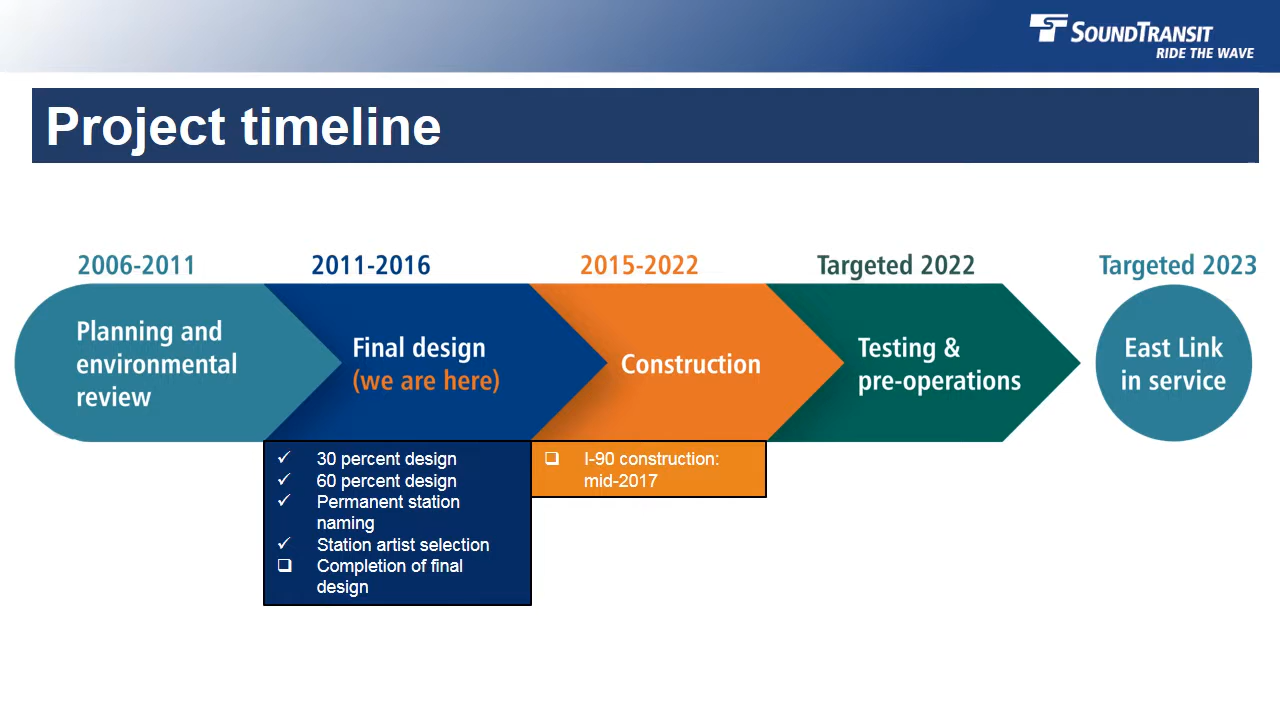 SOUNDTRANSIT
RIDE THE WAVE
Project timeline
2006-2011
Planning and
environmental
review
2011-2016
Final design
(we are here)
✓ 30 percent design
✓ 60 percent design
✓ Permanent station
naming
✓ Station artist selection
❑ Completion of final
design
2015-2022
Construction
❑ I-90 construction:
mid-2017
Targeted 2022
Testing &
pre-operations
Targeted 2023
East Link
in service